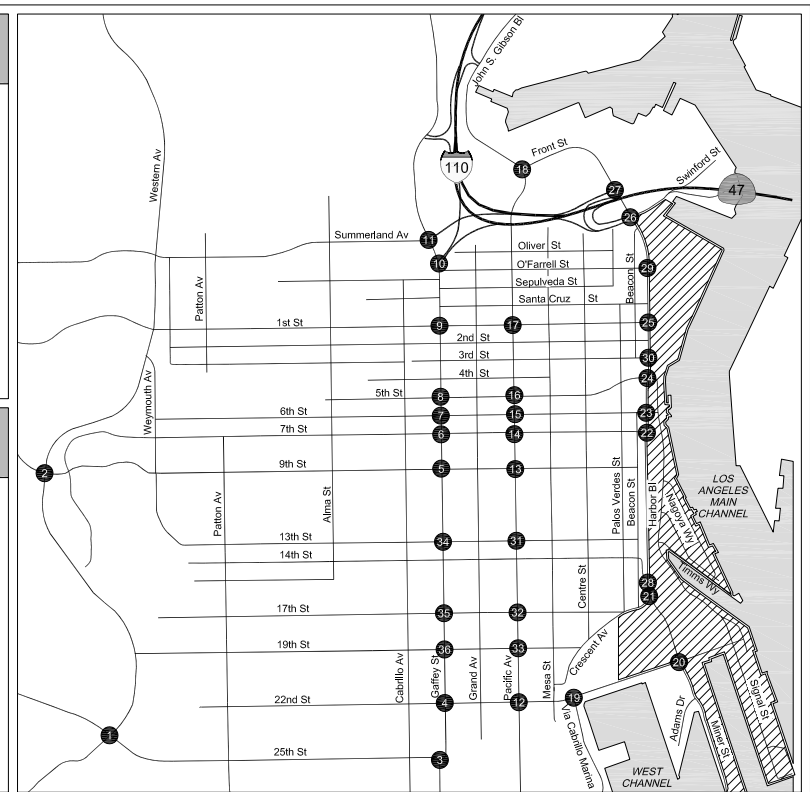 John S. Gibson Bl
Front St
18
110
27
Swinford St
47
26
Western Av
Summerland Av
11
10
Oliver St
O'Farrell St
29
Sepulveda St
Santa Cruz St
Beacon St
Patton Av
1st St
9
17
25
2nd St
3rd St
30
4th St
24
5th St
8
16
6th St
7
15
23
7th St
6
14
22
Weymouth Av
2
9th St
5
13
Patton Av
Alma St
Palos Verdes St
Beacon St
Harbor Bl
Nagoya Wy
LOS
ANGELES
MAIN
CHANNEL
13th St
34
31
14th St
Timms Wy
28
21
Centre St
17th St
35
32
19th St
36
33
Crescent Av
20
Cabrillo Av
Gaffey St
Grand Av
Pacific Av
Mesa St
22nd St
4
12
19
Via Cabrillo Marina
Adams Dr
Miner St
Signal St
1
25th St
3
WEST
CHANNEL